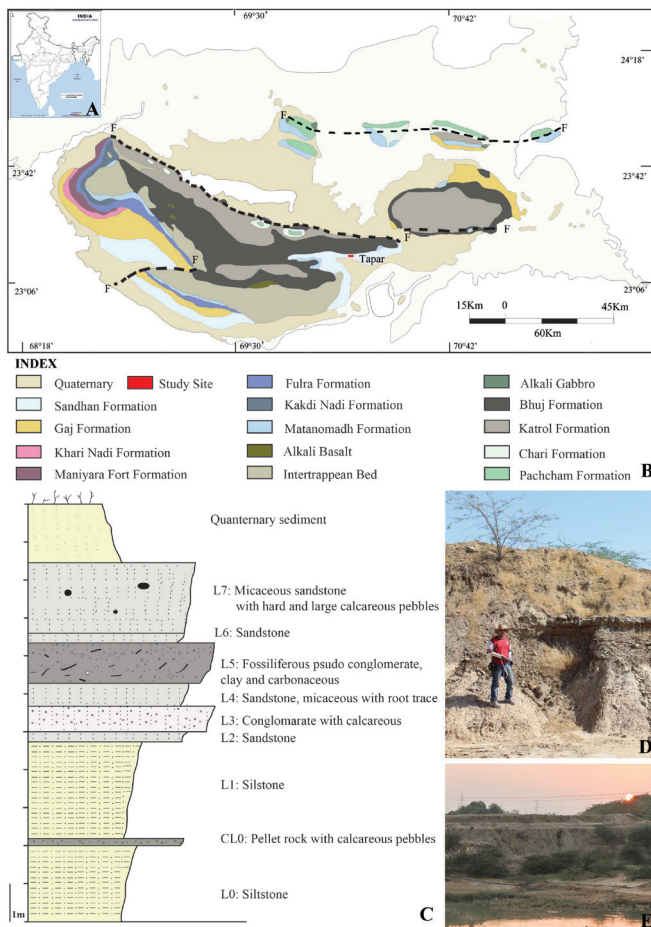 INDIA
A
69°30'
70°42'
24°18'
F
F
F
23°42'
23°42'
F
F
F
F
F
Tapar
23°06'
23°06'
15Km 0 45Km
60Km
68°18'
69°30'
70°42'
INDEX
Quaternary
Study Site
Sandhan Formation
Gaj Formation
Khari Nadi Formation
Maniyara Fort Formation
Fulra Formation
Kakdi Nadi Formation
Matanomadh Formation
Alkali Basalt
Intertrappean Bed
Alkali Gabbro
Bhuj Formation
Katrol Formation
Chari Formation
Pachcham Formation
B
Quanternary sediment
L7: Micaceous sandstone
with hard and large calcareous pebbles
L6: Sandstone
L5: Fossiliferous psudo conglomerate,
clay and carbonaceous
L4: Sandstone, micaceous with root trace
L3: Conglomarate with calcareous
L2: Sandstone
L1: Silstone
CL0: Pellet rock with calcareous pebbles
L0: Siltstone
1m
C
D
E